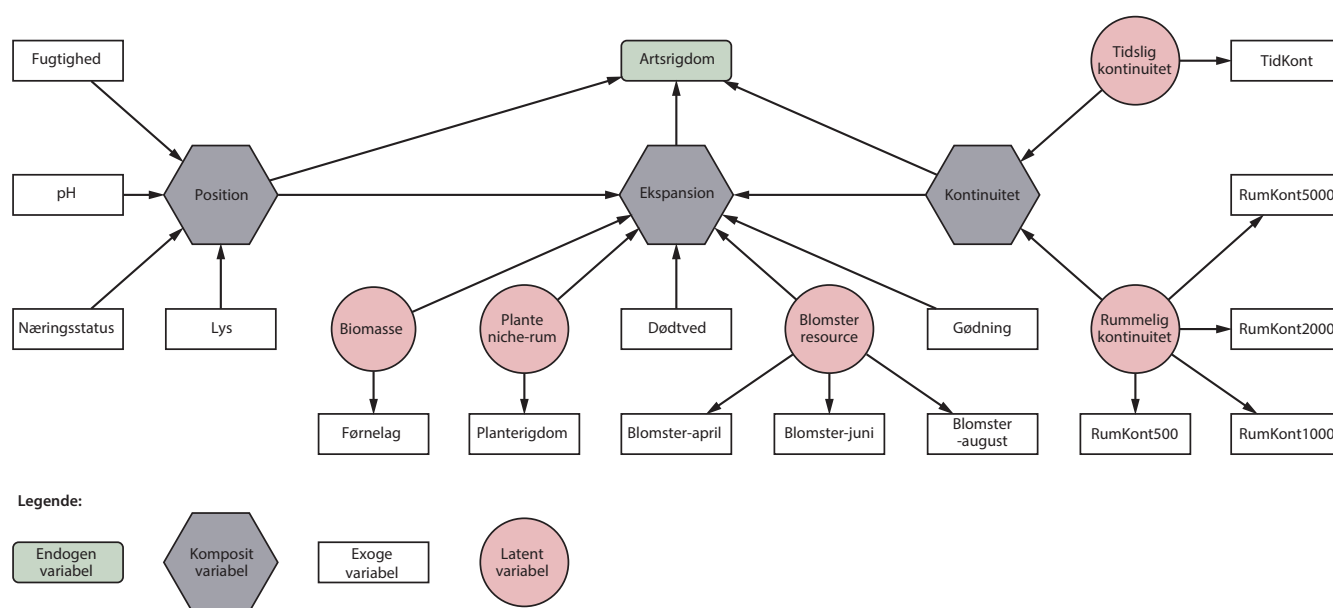 Fugtighed
Artsrigdom
Tidslig
kontinuitet
TidKont
pH
Position
Ekspansion
Kontinuitet
RumKont5000
Næringsstatus
Lys
Biomasse
Plante
niche-rum
Dødtved
Blomster
resource
Gødning
Rummelig
kontinuitet
RumKont2000
Førnelag
Planterigdom
Blomster-april
Blomster-juni
Blomster
-august
RumKont500
RumKont1000
Legende:
Endogen
variabel
Komposit
variabel
Exoge
variabel
Latent
variabel